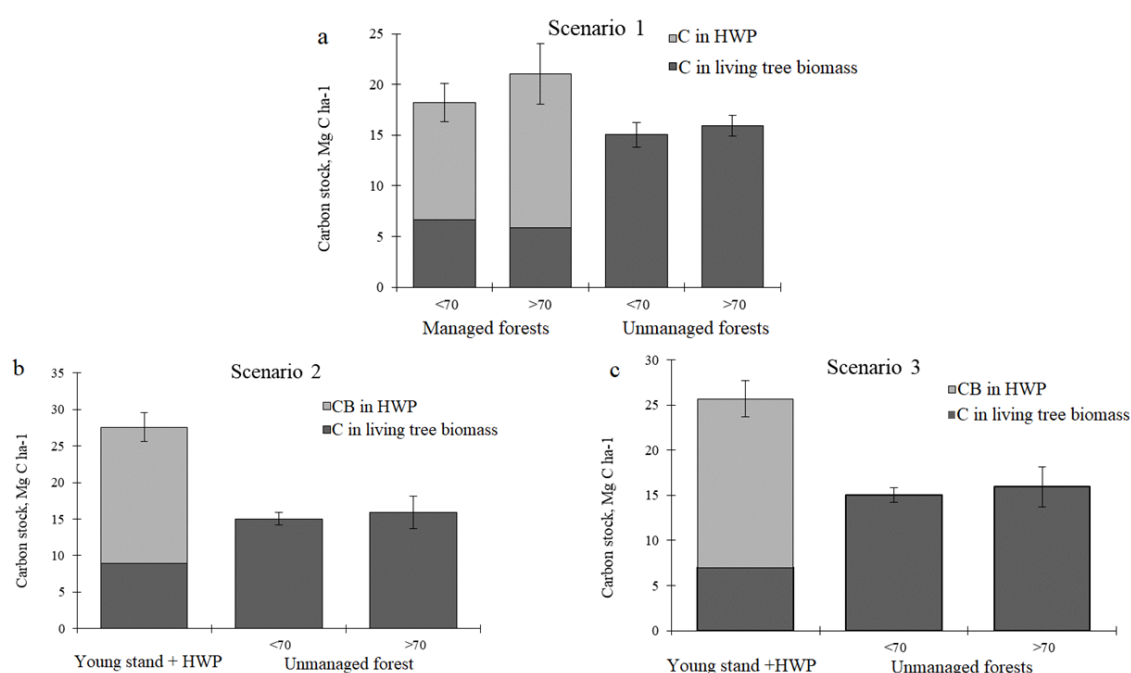 a
Scenario 1
C in HWP
C in living tree biomass
Carbon stock, Mg C ha-1
25
20
15
10
5
0
<70 >70 <70 >70
Managed forests Unmanaged forests
b
Scenario 2
CB in HWP
C in living tree biomass
Carbon stock, Mg C ha-1
35
30
25
20
15
10
5
0
<70 >70
Young stand + HWP Unmanaged forest
c
Scenario 3
CB in HWP
C in living tree biomass
Carbon stock, Mg C ha-1
30
25
20
15
10
5
0
<70 >70
Young stand +HWP Unmanaged forests